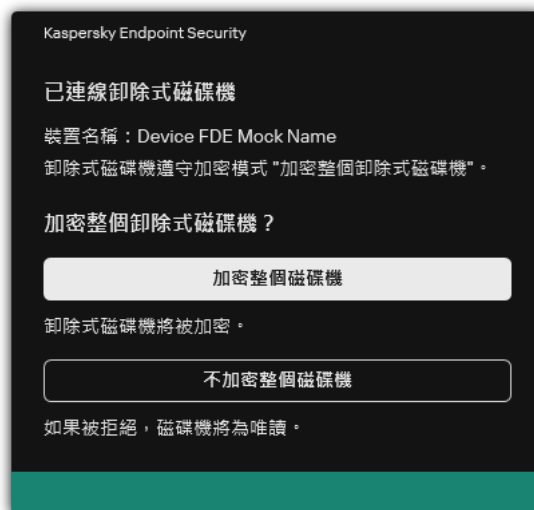 Kaspersky Endpoint Security
已連線卸除式磁碟機
裝置名稱：Device FDE Mock Name
卸除式磁碟機遵守加密模式 "加密整個卸除式磁碟機"。
加密整個卸除式磁碟機？
加密整個磁碟機
卸除式磁碟機將被加密。
不加密整個磁碟機
如果被拒絕，磁碟機將為唯讀。